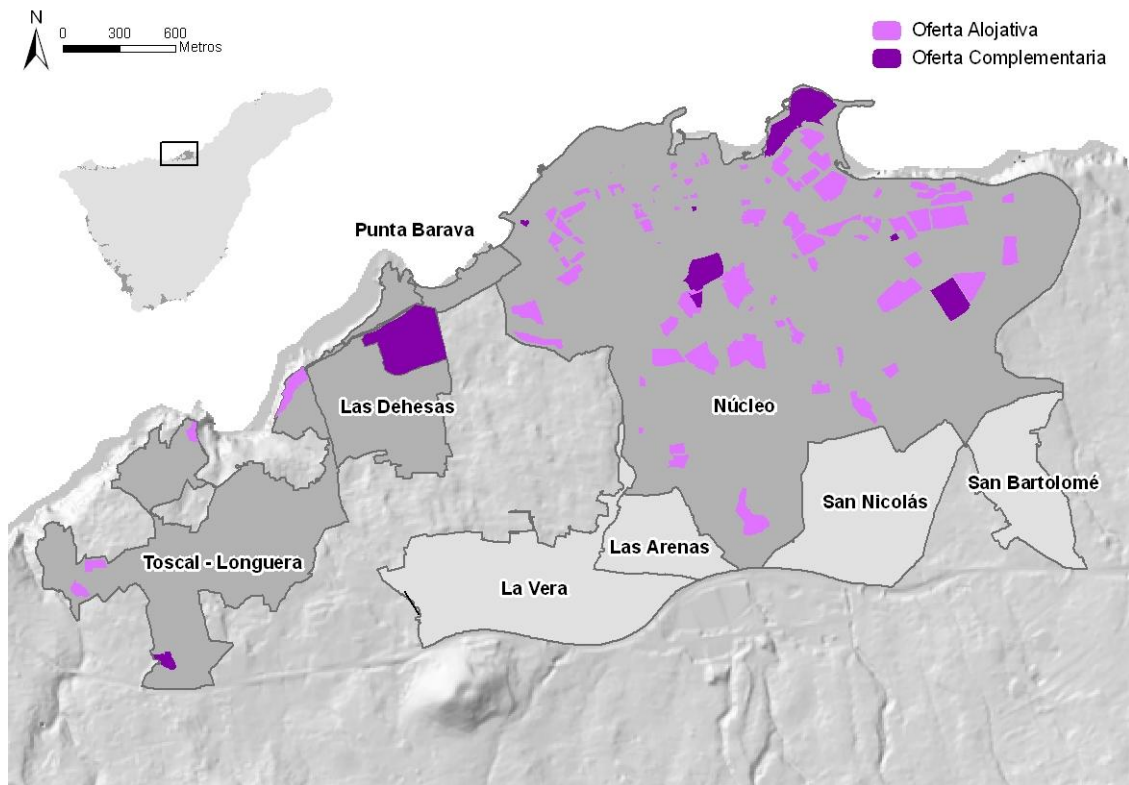 N
0 300 600
Metros
Oferta Alojativa
Oferta Complementaria
Punta Barava
Las Dehesas
Núcleo
San Bartolomé
San Nicolás
Las Arenas
Toscal - Longuera
La Vera